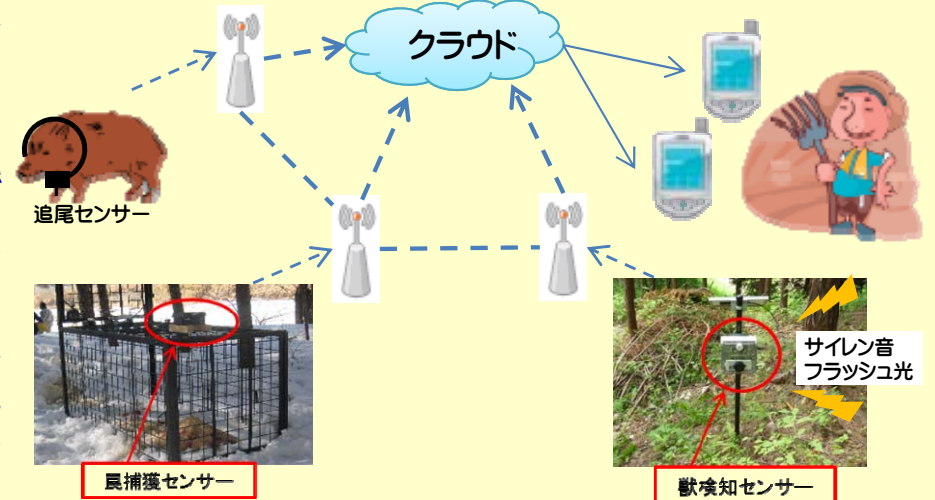 クラウド
追尾センサー
サイレン音
フラッシュ光
罠捕獲センサー
獣検知センサー